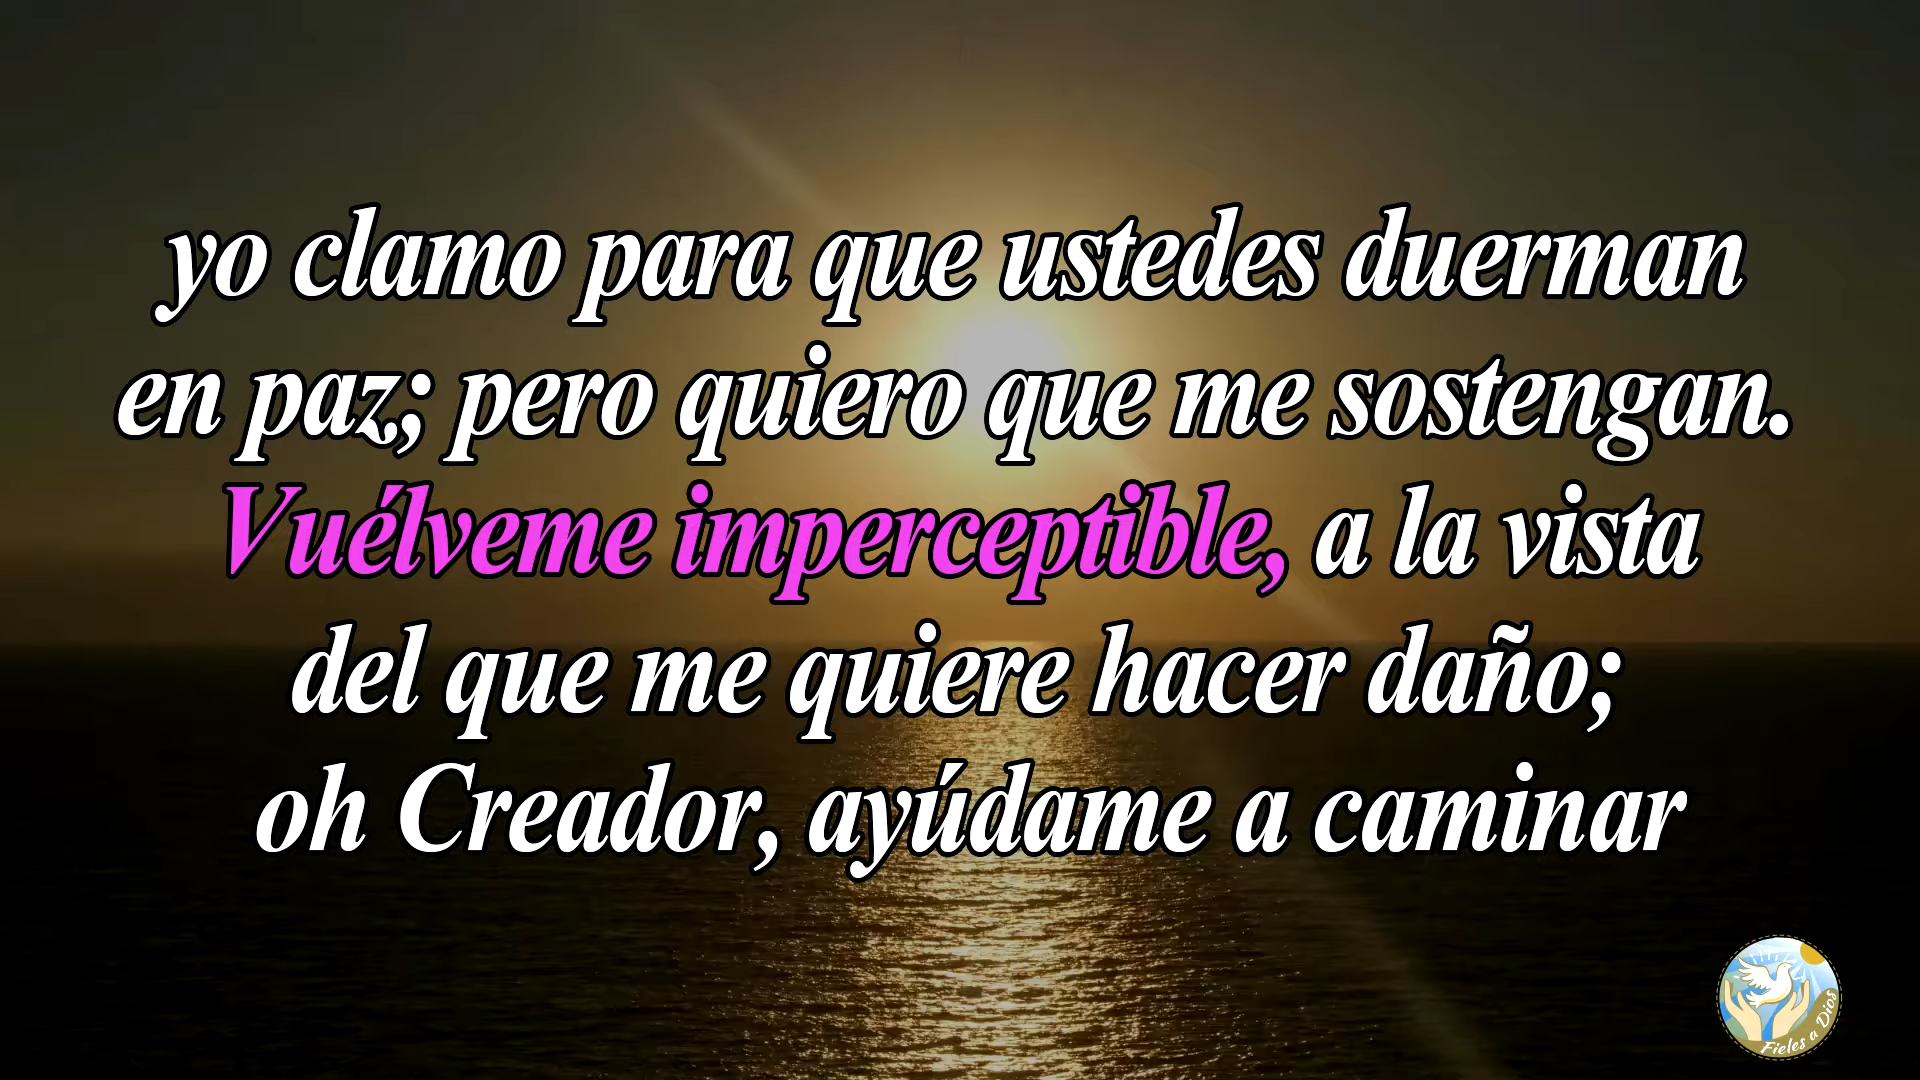 yo clamo para que ustedes duerman
en paz; pero quiero que me sostengan.
Vuélveme imperceptible, a la vista
del que me quiere hacer daño;
oh Creador, ayúdame a caminar
Fieles a Dios